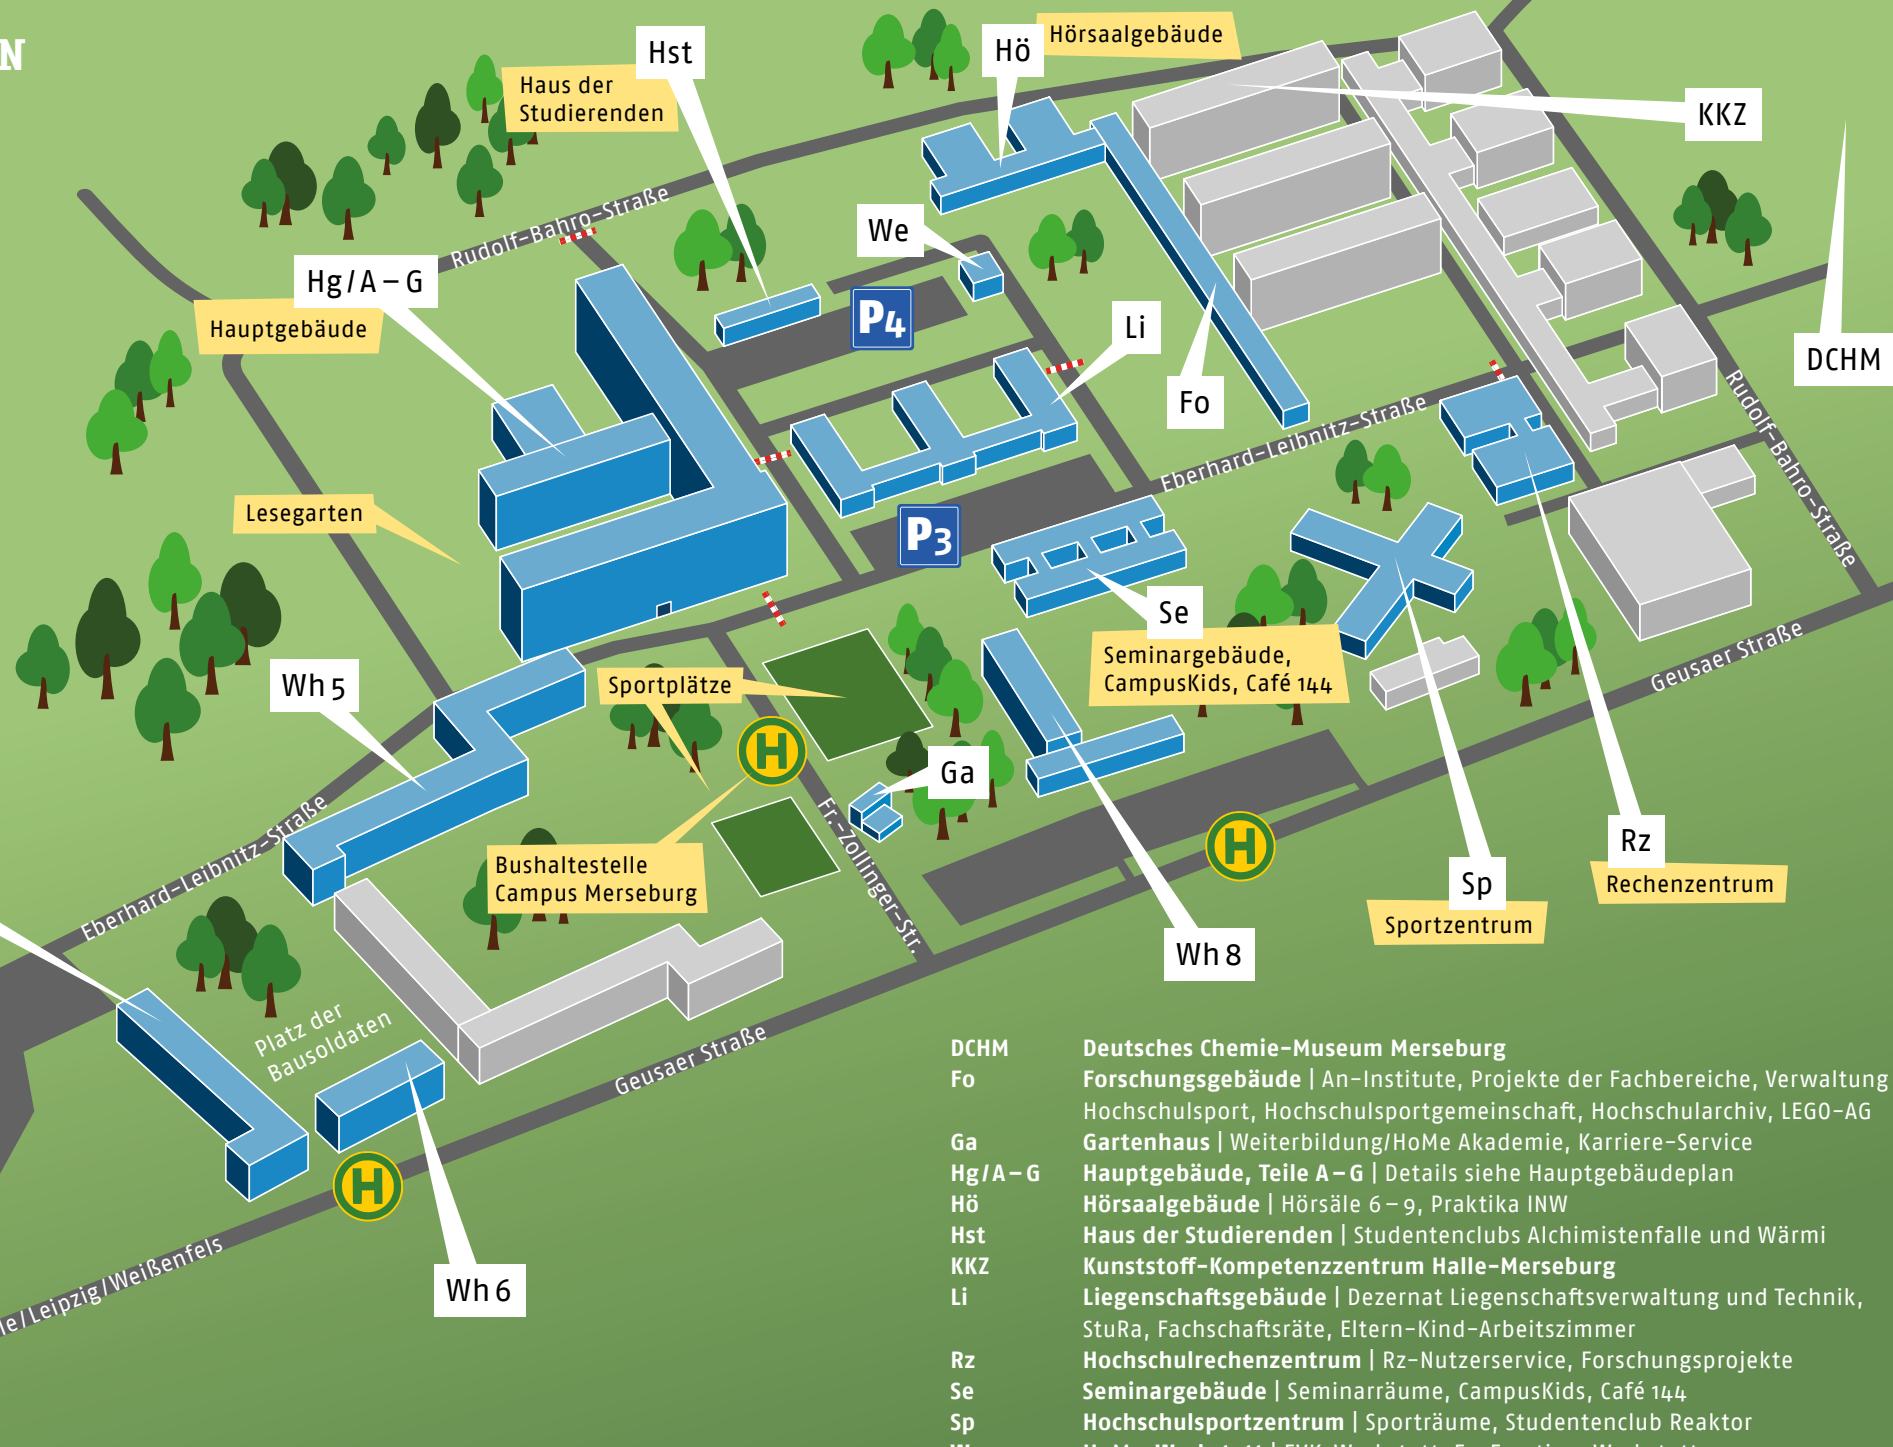 N
Hst
Haus der
Studierenden
Hö
Hörsaalgebäude
KKZ
Rudolf-Bahro-Straße
We
Hg/A – G
Hauptgebäude
P4
Li
DCHM
Fo
Rudolf-Bahro-Straße
Eberhard-Leibnitz-Straße
Lesegarten
P3
Se
Seminargebäude,
CampusKids, Café 144
Geusaer Straße
Wh 5
Sportplätze
H
Ga
Fr.-Zollinger-Str.
H
Rz
Rechenzentrum
Sp
Sportzentrum
Bushaltestelle
Campus Merseburg
Eberhard-Leibnitz-Straße
Wh 8
Platz der
Bausoldaten
Geusaer Straße
H
Wh 6
le/Leipzig/Weißenfels
DCHM Deutsches Chemie-Museum Merseburg
Fo Forschungsgebäude | An-Institute, Projekte der Fachbereiche, Verwaltung
Hochschulsport, Hochschulsportgemeinschaft, Hochschularchiv, LEGO-AG
Ga Gartenhaus | Weiterbildung/HoMe Akademie, Karriere-Service
Hg/A – G Hauptgebäude, Teile A – G | Details siehe Hauptgebäudeplan
Hö Hörsaalgebäude | Hörsäle 6 – 9, Praktika INW
Hst Haus der Studierenden | Studentenclubs Alchimistenfalle und Wärmi
KKZ Kunststoff-Kompetenzzentrum Halle-Merseburg
Li Liegenschaftsgebäude | Dezernat Liegenschaftsverwaltung und Technik,
StuRa, Fachschaftsräte, Eltern-Kind-Arbeitszimmer
Rz Hochschulrechenzentrum | Rz-Nutzerservice, Forschungsprojekte
Se Seminargebäude | Seminarräume, CampusKids, Café 144
Sp Hochschulsportzentrum | Sporträume, Studentenclub Reaktor